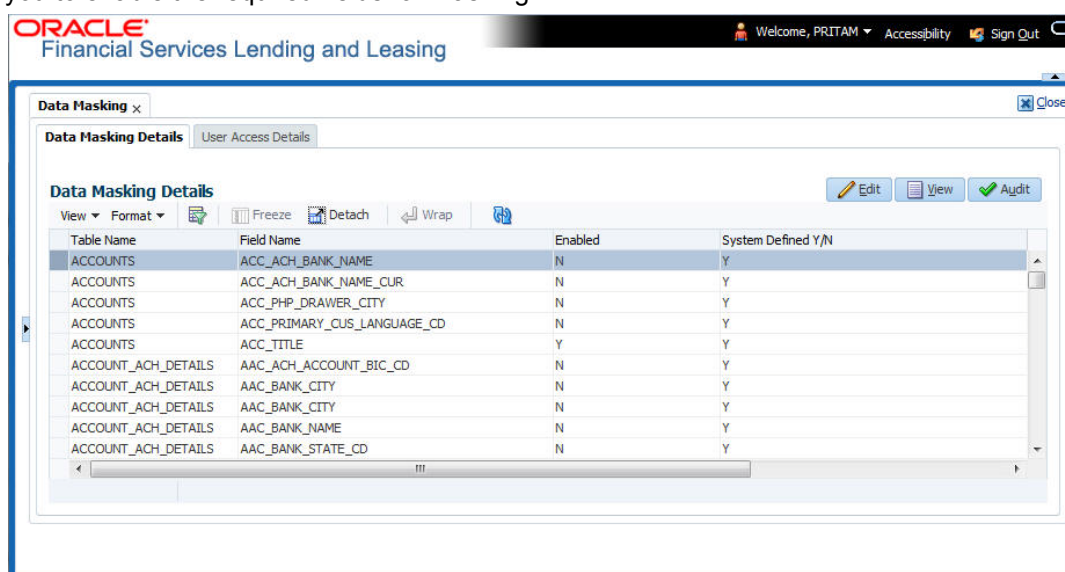 ORACLE
Financial Services Lending and Leasing
Welcome, PRITAM Accessibility Sign Out
Data Masking x
Close
Data Masking Details User Access Details
Data Masking Details
Edit View Audit
View Format Freeze Detach Wrap
Table Name Field Name Enabled System Defined Y/N
ACCOUNTS ACC_ACH_BANK_NAME N Y
ACCOUNTS ACC_ACH_BANK_NAME_CUR N Y
ACCOUNTS ACC_PHP_DRAWER_CITY N Y
ACCOUNTS ACC_PRIMARY_CUS_LANGUAGE_CD N Y
ACCOUNTS ACC_TITLE Y Y
ACCOUNT_ACH_DETAILS AAC_ACH_ACCOUNT_BIC_CD N Y
ACCOUNT_ACH_DETAILS AAC_BANK_CITY N Y
ACCOUNT_ACH_DETAILS AAC_BANK_CITY N Y
ACCOUNT_ACH_DETAILS AAC_BANK_NAME N Y
ACCOUNT_ACH_DETAILS AAC_BANK_STATE_CD N Y